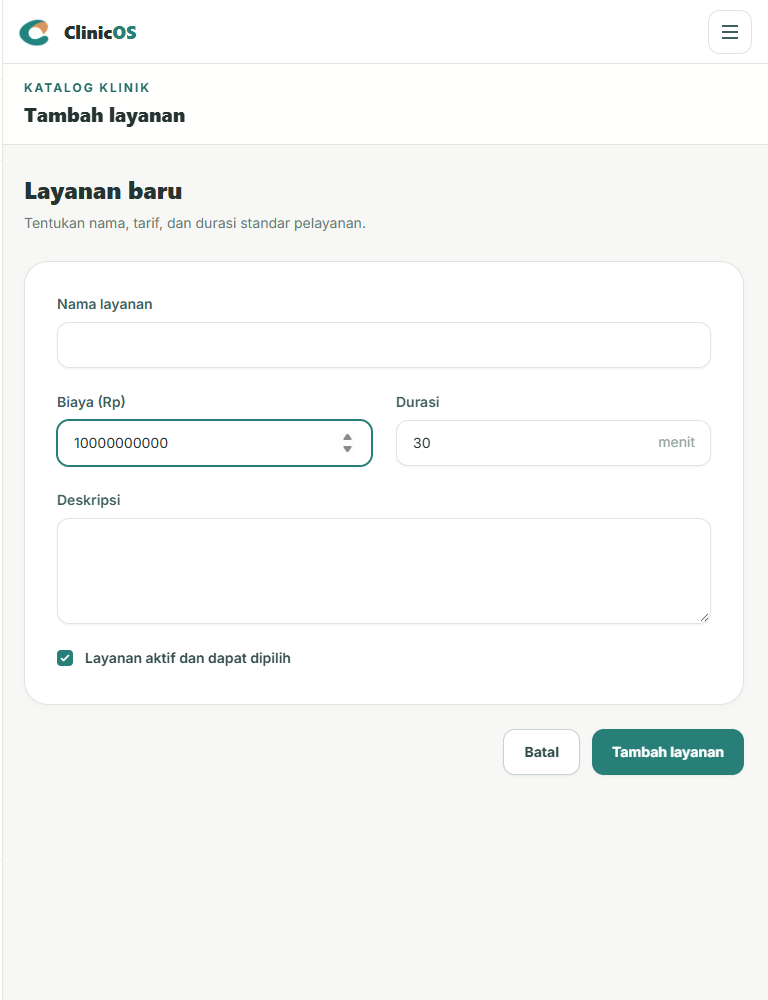 ClinicOS
KATALOG KLINIK
Tambah layanan
Layanan baru
Tentukan nama, tarif, dan durasi standar pelayanan.
Nama layanan
Biaya (Rp)
Durasi
10000000000
30
menit
Deskripsi
Layanan aktif dan dapat dipilih
Batal
Tambah layanan